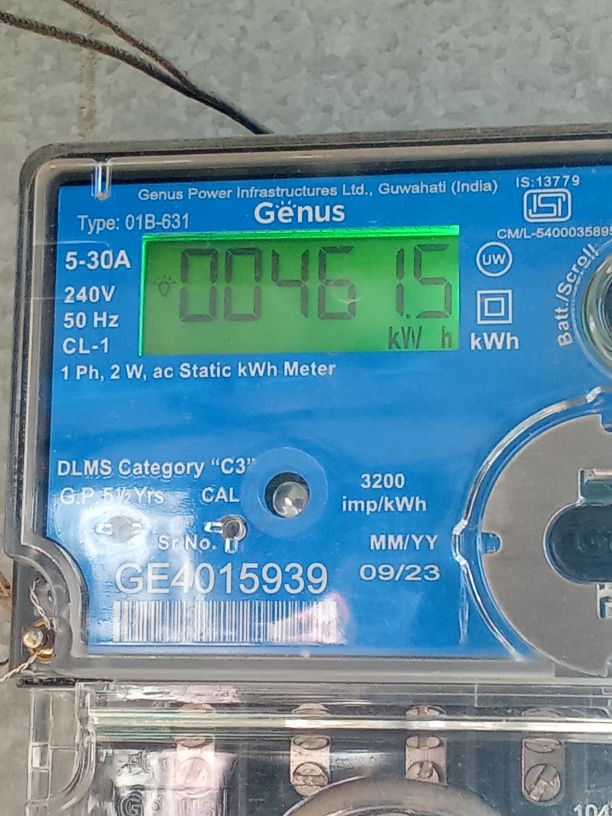 Genus Power Infrastructures Ltd., Guwahati (India)
IS:13779
Type: 01B-631
Genus
ISI
CM/L-5400035895
5-30A
00461.5
UW
240V
50 Hz
CL-1
kW h
kWh
Batt./Scroll
1 Ph, 2 W, ac Static kWh Meter
DLMS Category "C3"
G.P. 5½ Yrs
CAL
3200
imp/kWh
Sr No.
MM/YY
GE4015939
09/23